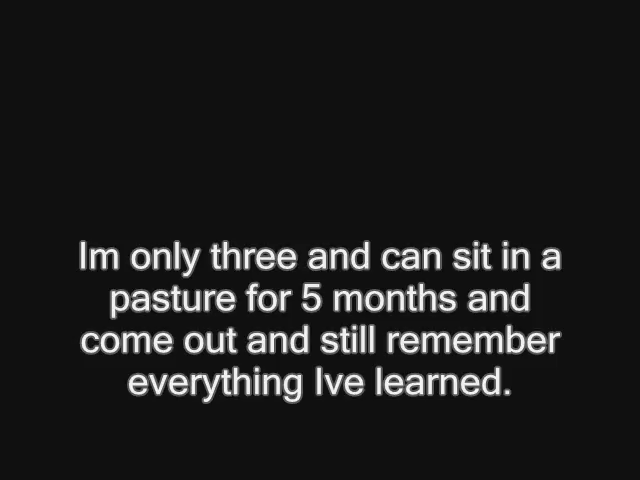 Im only three and can sit in a
pasture for 5 months and
come out and still remember
everything Ive learned.